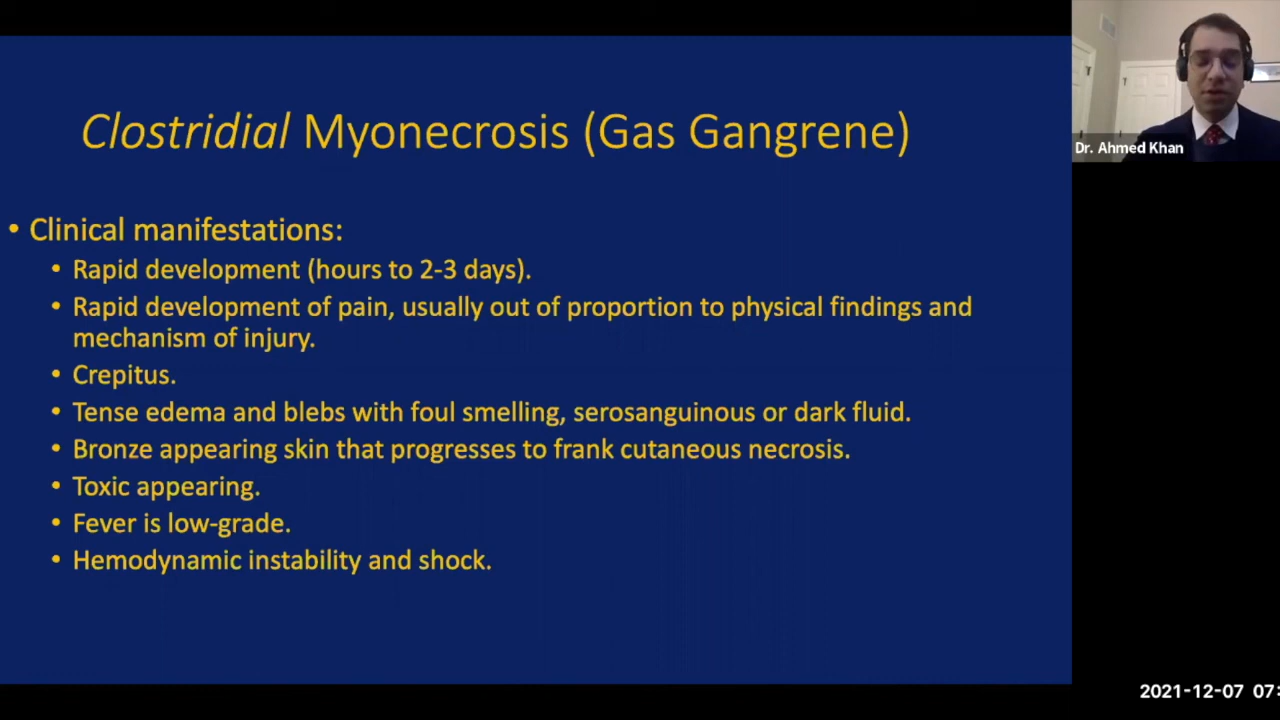 Clostridial Myonecrosis (Gas Gangrene)
• Clinical manifestations:
• Rapid development (hours to 2-3 days).
• Rapid development of pain, usually out of proportion to physical findings and
mechanism of injury.
• Crepitus.
• Tense edema and blebs with foul smelling, serosanguinous or dark fluid.
• Bronze appearing skin that progresses to frank cutaneous necrosis.
• Toxic appearing.
• Fever is low-grade.
• Hemodynamic instability and shock.
Dr. Ahmed Khan
2021-12-07 07: